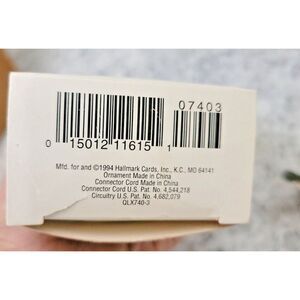 07403
0 15012 11615 1
Mfd. for and ©1994 Hallmark Cards, Inc., K.C., MO 64141
Ornament Made in China
Connector Cord Made in China
Connector Cord U.S. Pat. No. 4,544,218
Circuitry U.S. Pat. No. 4,682,079
QLX740-3